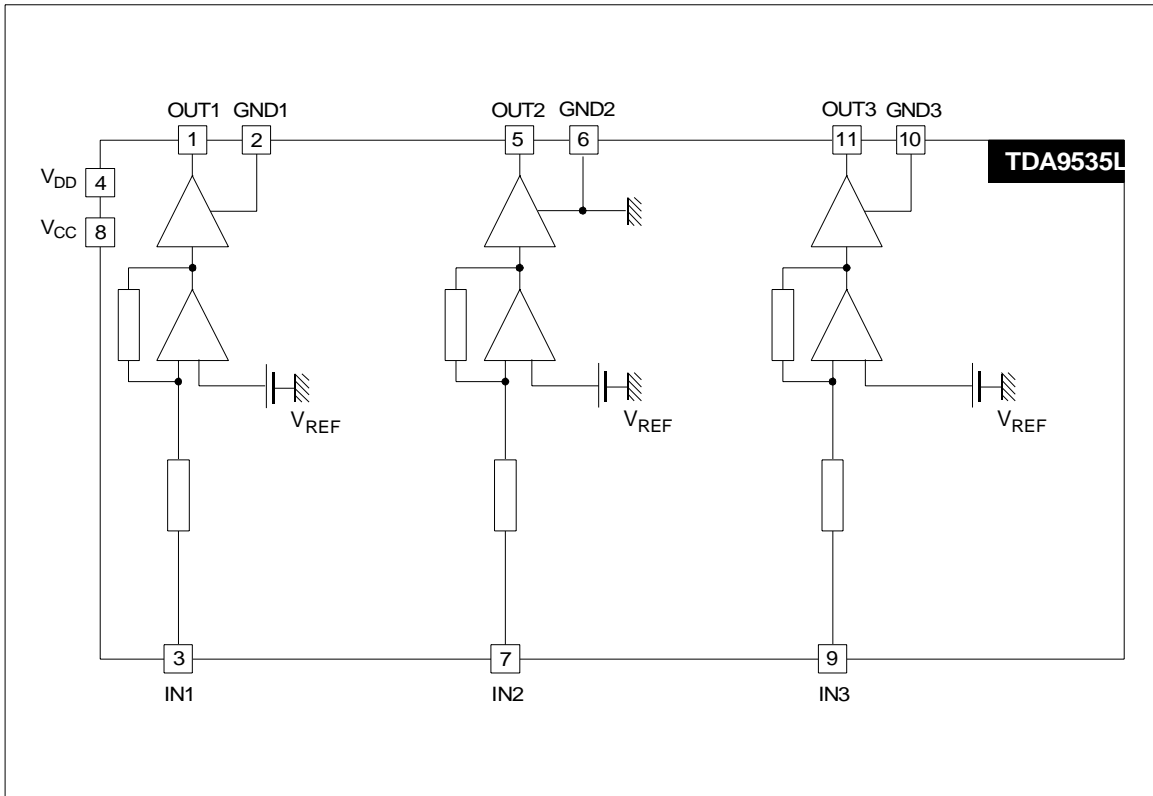 OUT1 GND1 OUT2 GND2 OUT3 GND3
1 2 5 6 11 10
TDA9535L
VDD 4
VCC 8
VREF VREF VREF
3 7 9
IN1 IN2 IN3